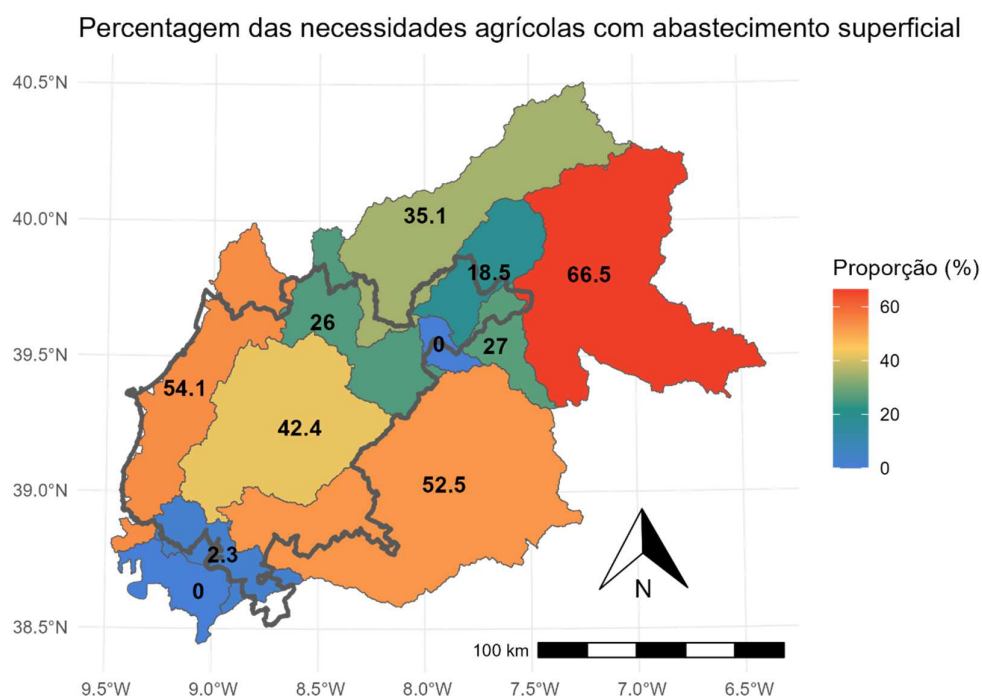 Percentagem das necessidades agrícolas com abastecimento superficial
40.5°N
40.0°N
39.5°N
39.0°N
38.5°N
35.1
18.5
66.5
26
0
27
54.1
42.4
52.5
2.3
0
Proporção (%)
60
40
20
0
N
100 km
9.5°W 9.0°W 8.5°W 8.0°W 7.5°W 7.0°W 6.5°W